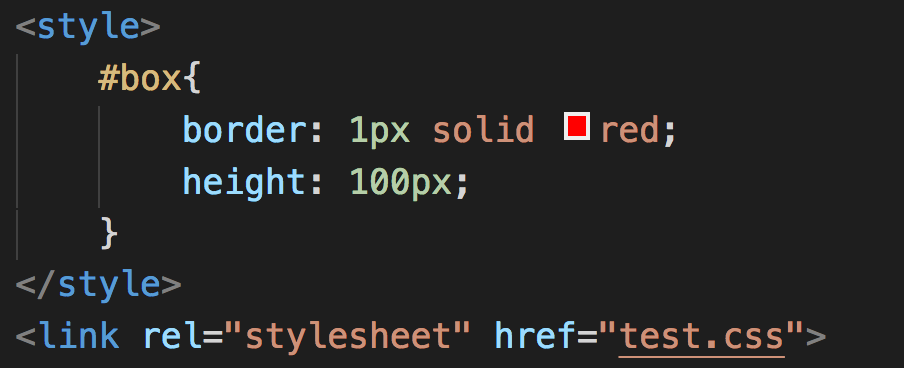 <style>
#box{
border: 1px solid red;
height: 100px;
}
</style>
<link rel="stylesheet" href="test.css">